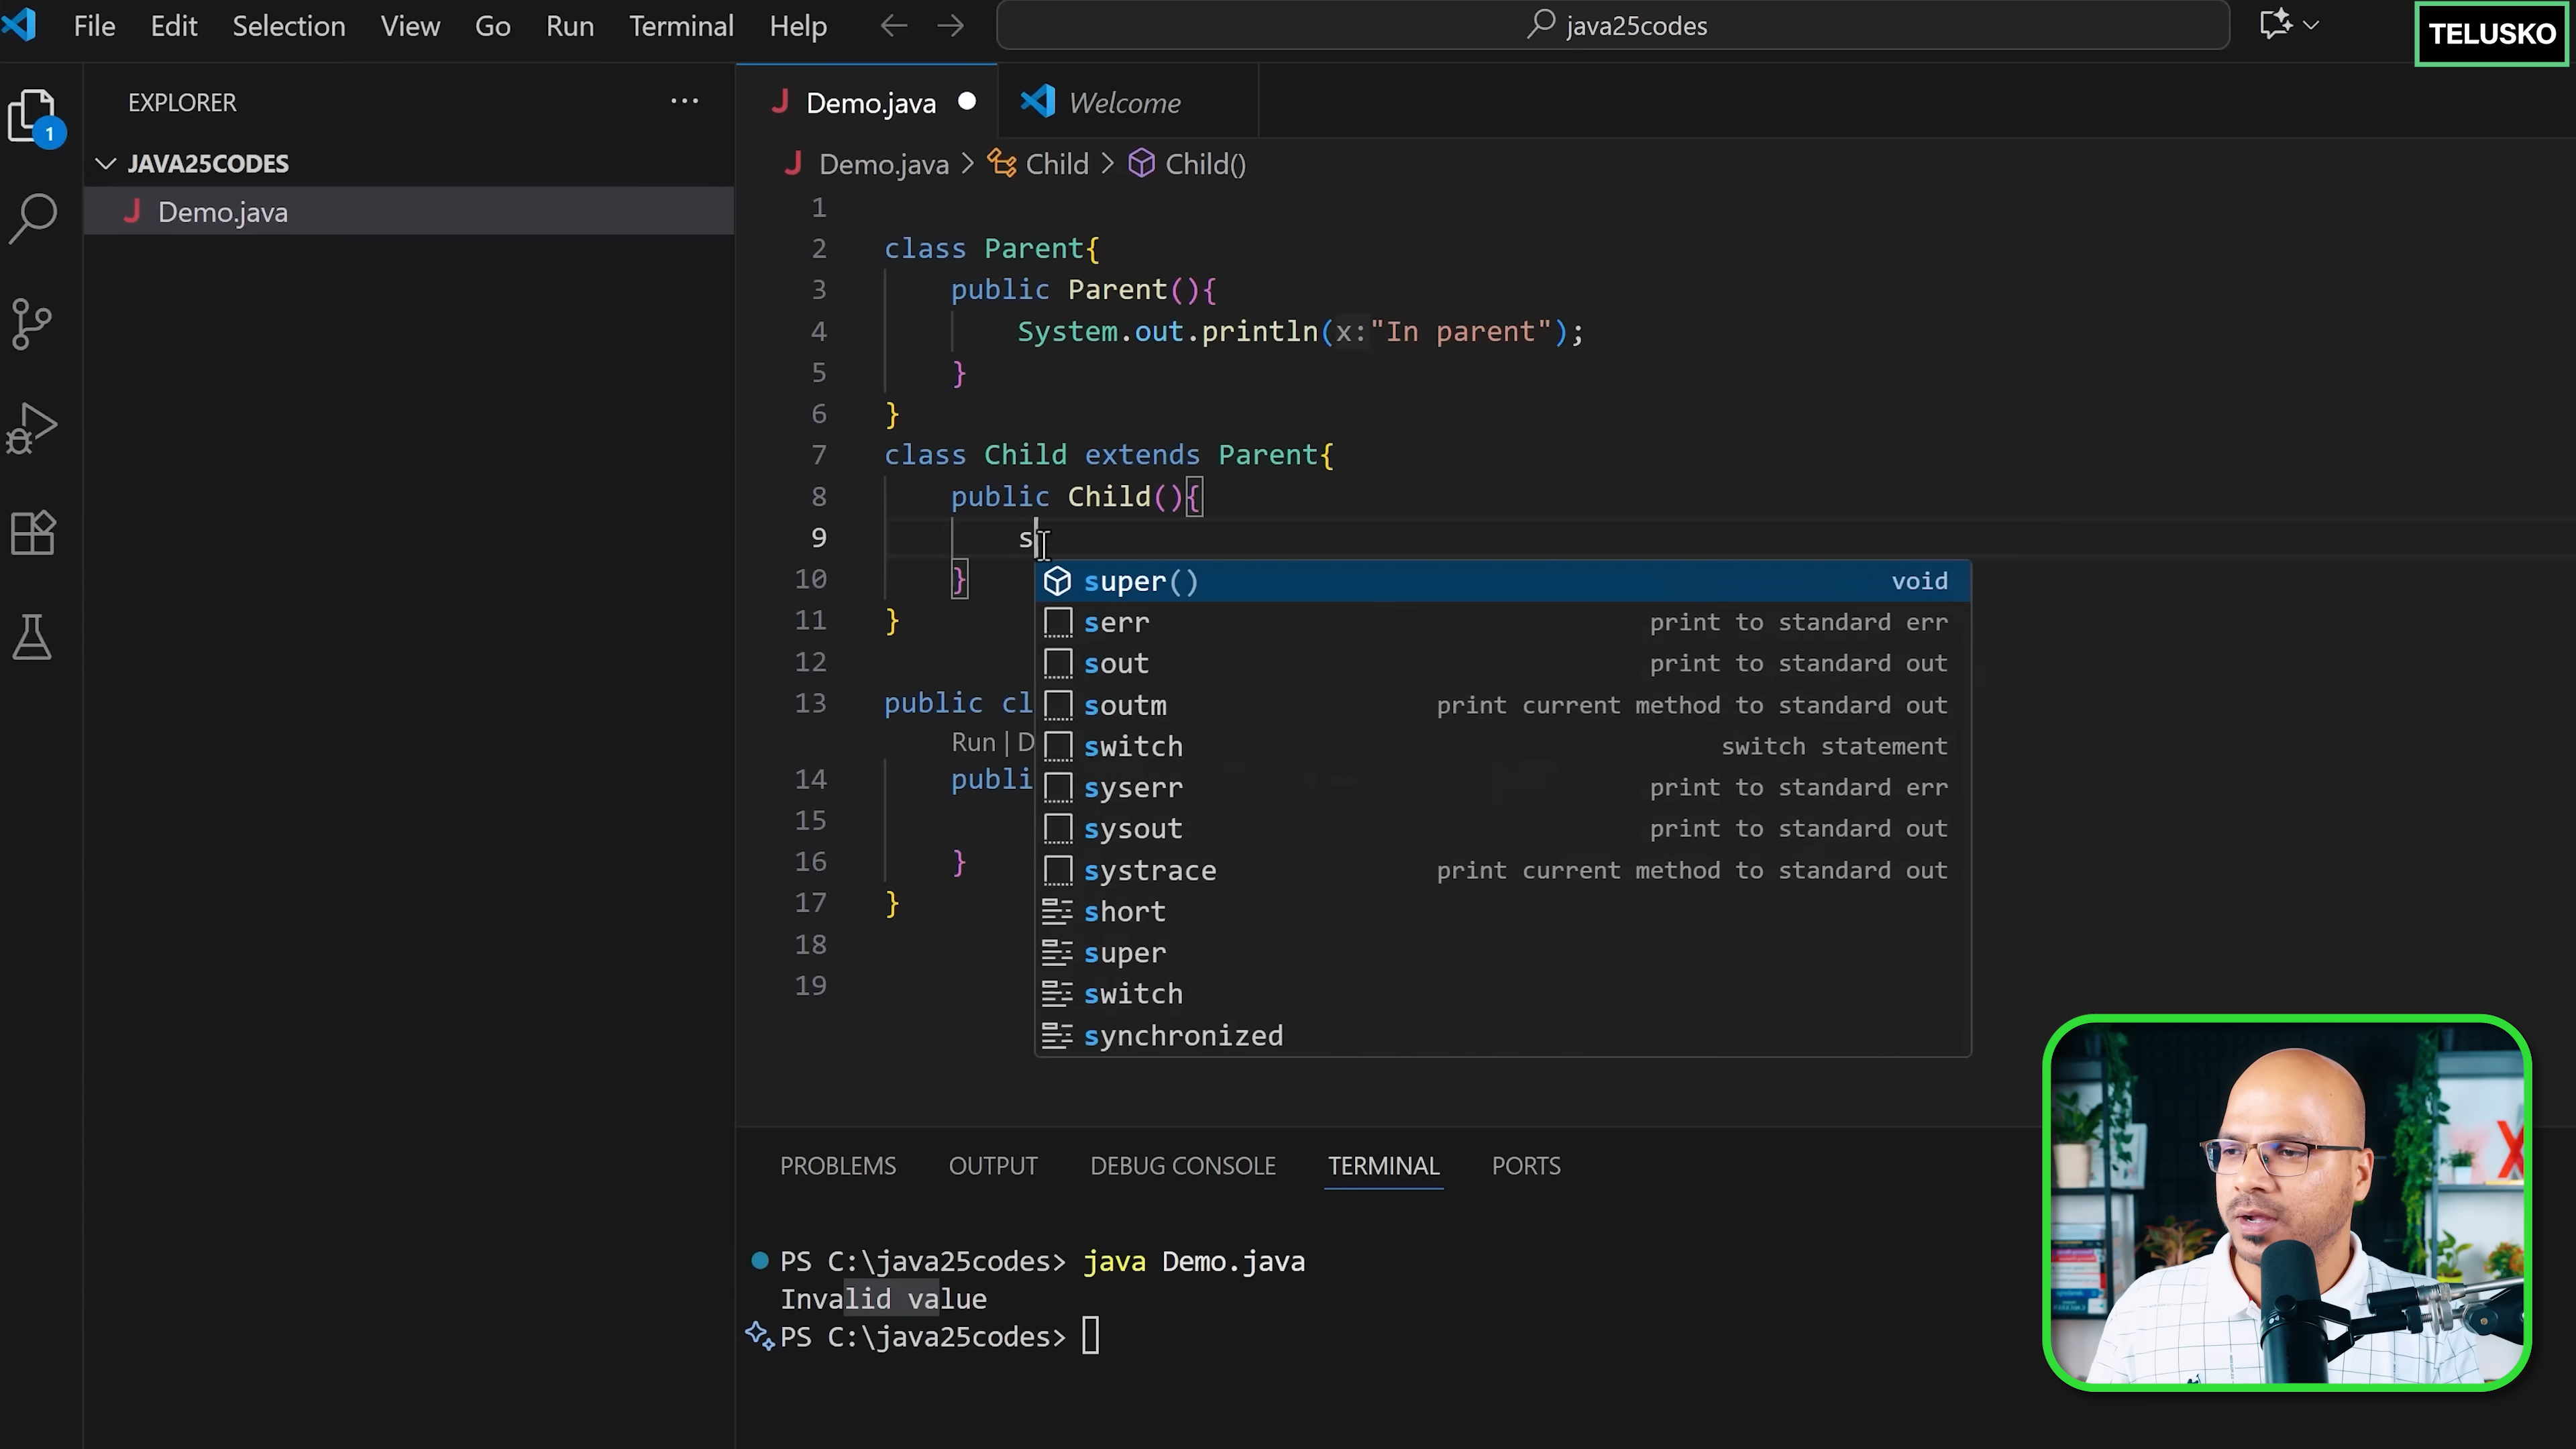 File Edit Selection View Go Run Terminal Help
java25codes
TELUSKO
EXPLORER
1
JAVA25CODES
Demo.java
Demo.java Welcome
Demo.java > Child > Child()
1
2 class Parent{
3 public Parent(){
4 System.out.println(x:"In parent");
5 }
6 }
7 class Child extends Parent{
8 public Child(){
9 s
10 }
11 }
12
13 public cl
Run | D
14 publi
15
16 }
17 }
18
19
super() void
serr print to standard err
sout print to standard out
soutm print current method to standard out
switch switch statement
syserr print to standard err
sysout print to standard out
systrace print current method to standard out
short
super
switch
synchronized
PROBLEMS OUTPUT DEBUG CONSOLE TERMINAL PORTS
PS C:\java25codes> java Demo.java
Invalid value
PS C:\java25codes>